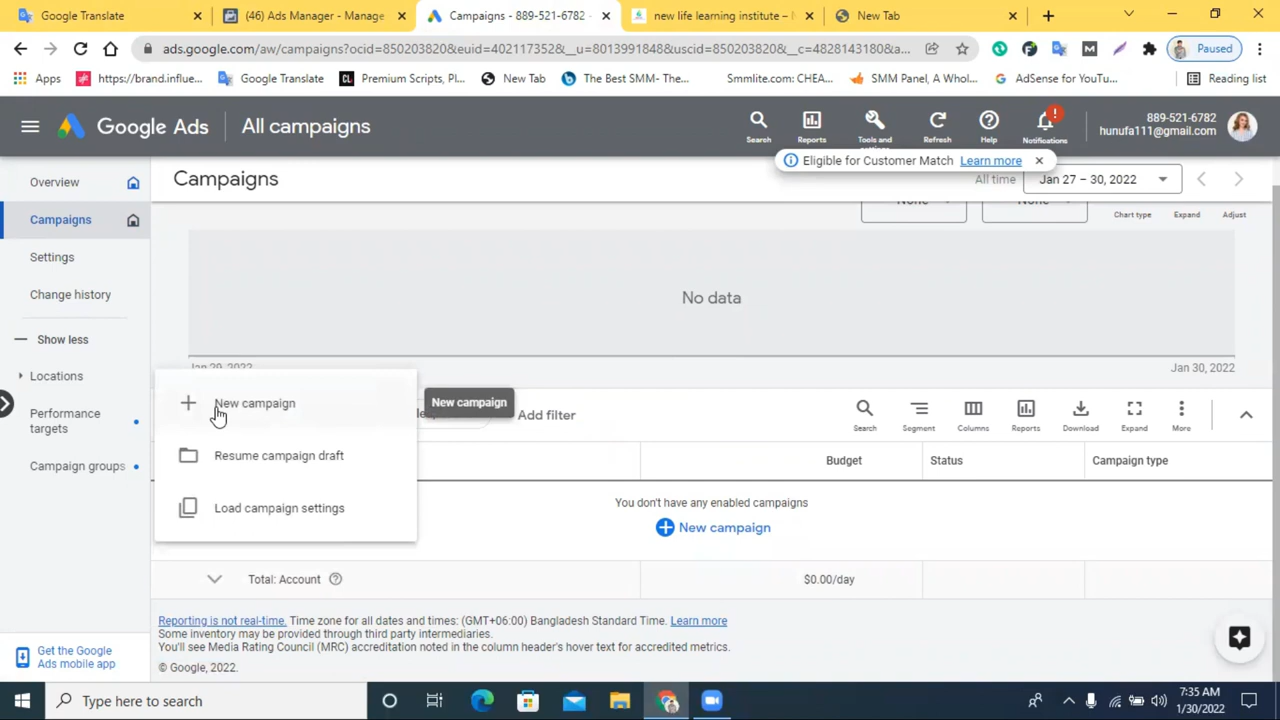 Google Translate
(46) Ads Manager - Manage
Campaigns - 889-521-6782
new life learning institute –
New Tab
ads.google.com/aw/campaigns?ocid=850203820&euid=402117352&__u=8013991848&uscid=850203820&__c=4828143180&a...
Paused
Apps
https://brand.influe...
Google Translate
Premium Scripts, Pl...
New Tab
The Best SMM- The...
Smmlite.com: CHEA...
SMM Panel, A Whol...
AdSense for YouTu...
Reading list
Google Ads
All campaigns
Search
Reports
Tools and
Refresh
Help
Notifications
889-521-6782
hunufa111@gmail.com
Eligible for Customer Match Learn more
Overview
Campaigns
All time
Jan 27 – 30, 2022
Campaigns
Chart type
Expand
Adjust
Settings
Change history
No data
Show less
Jan 30, 2022
Locations
New campaign
New campaign
Add filter
Performance
targets
Search
Segment
Columns
Reports
Download
Expand
More
Resume campaign draft
Campaign groups
Budget
Status
Campaign type
Load campaign settings
You don't have any enabled campaigns
New campaign
Total: Account
$0.00/day
Reporting is not real-time. Time zone for all dates and times: (GMT+06:00) Bangladesh Standard Time. Learn more
Some inventory may be provided through third party intermediaries.
You'll see Media Rating Council (MRC) accreditation noted in the column header's hover text for accredited metrics.
© Google, 2022.
Get the Google
Ads mobile app
Type here to search
7:35 AM
1/30/2022